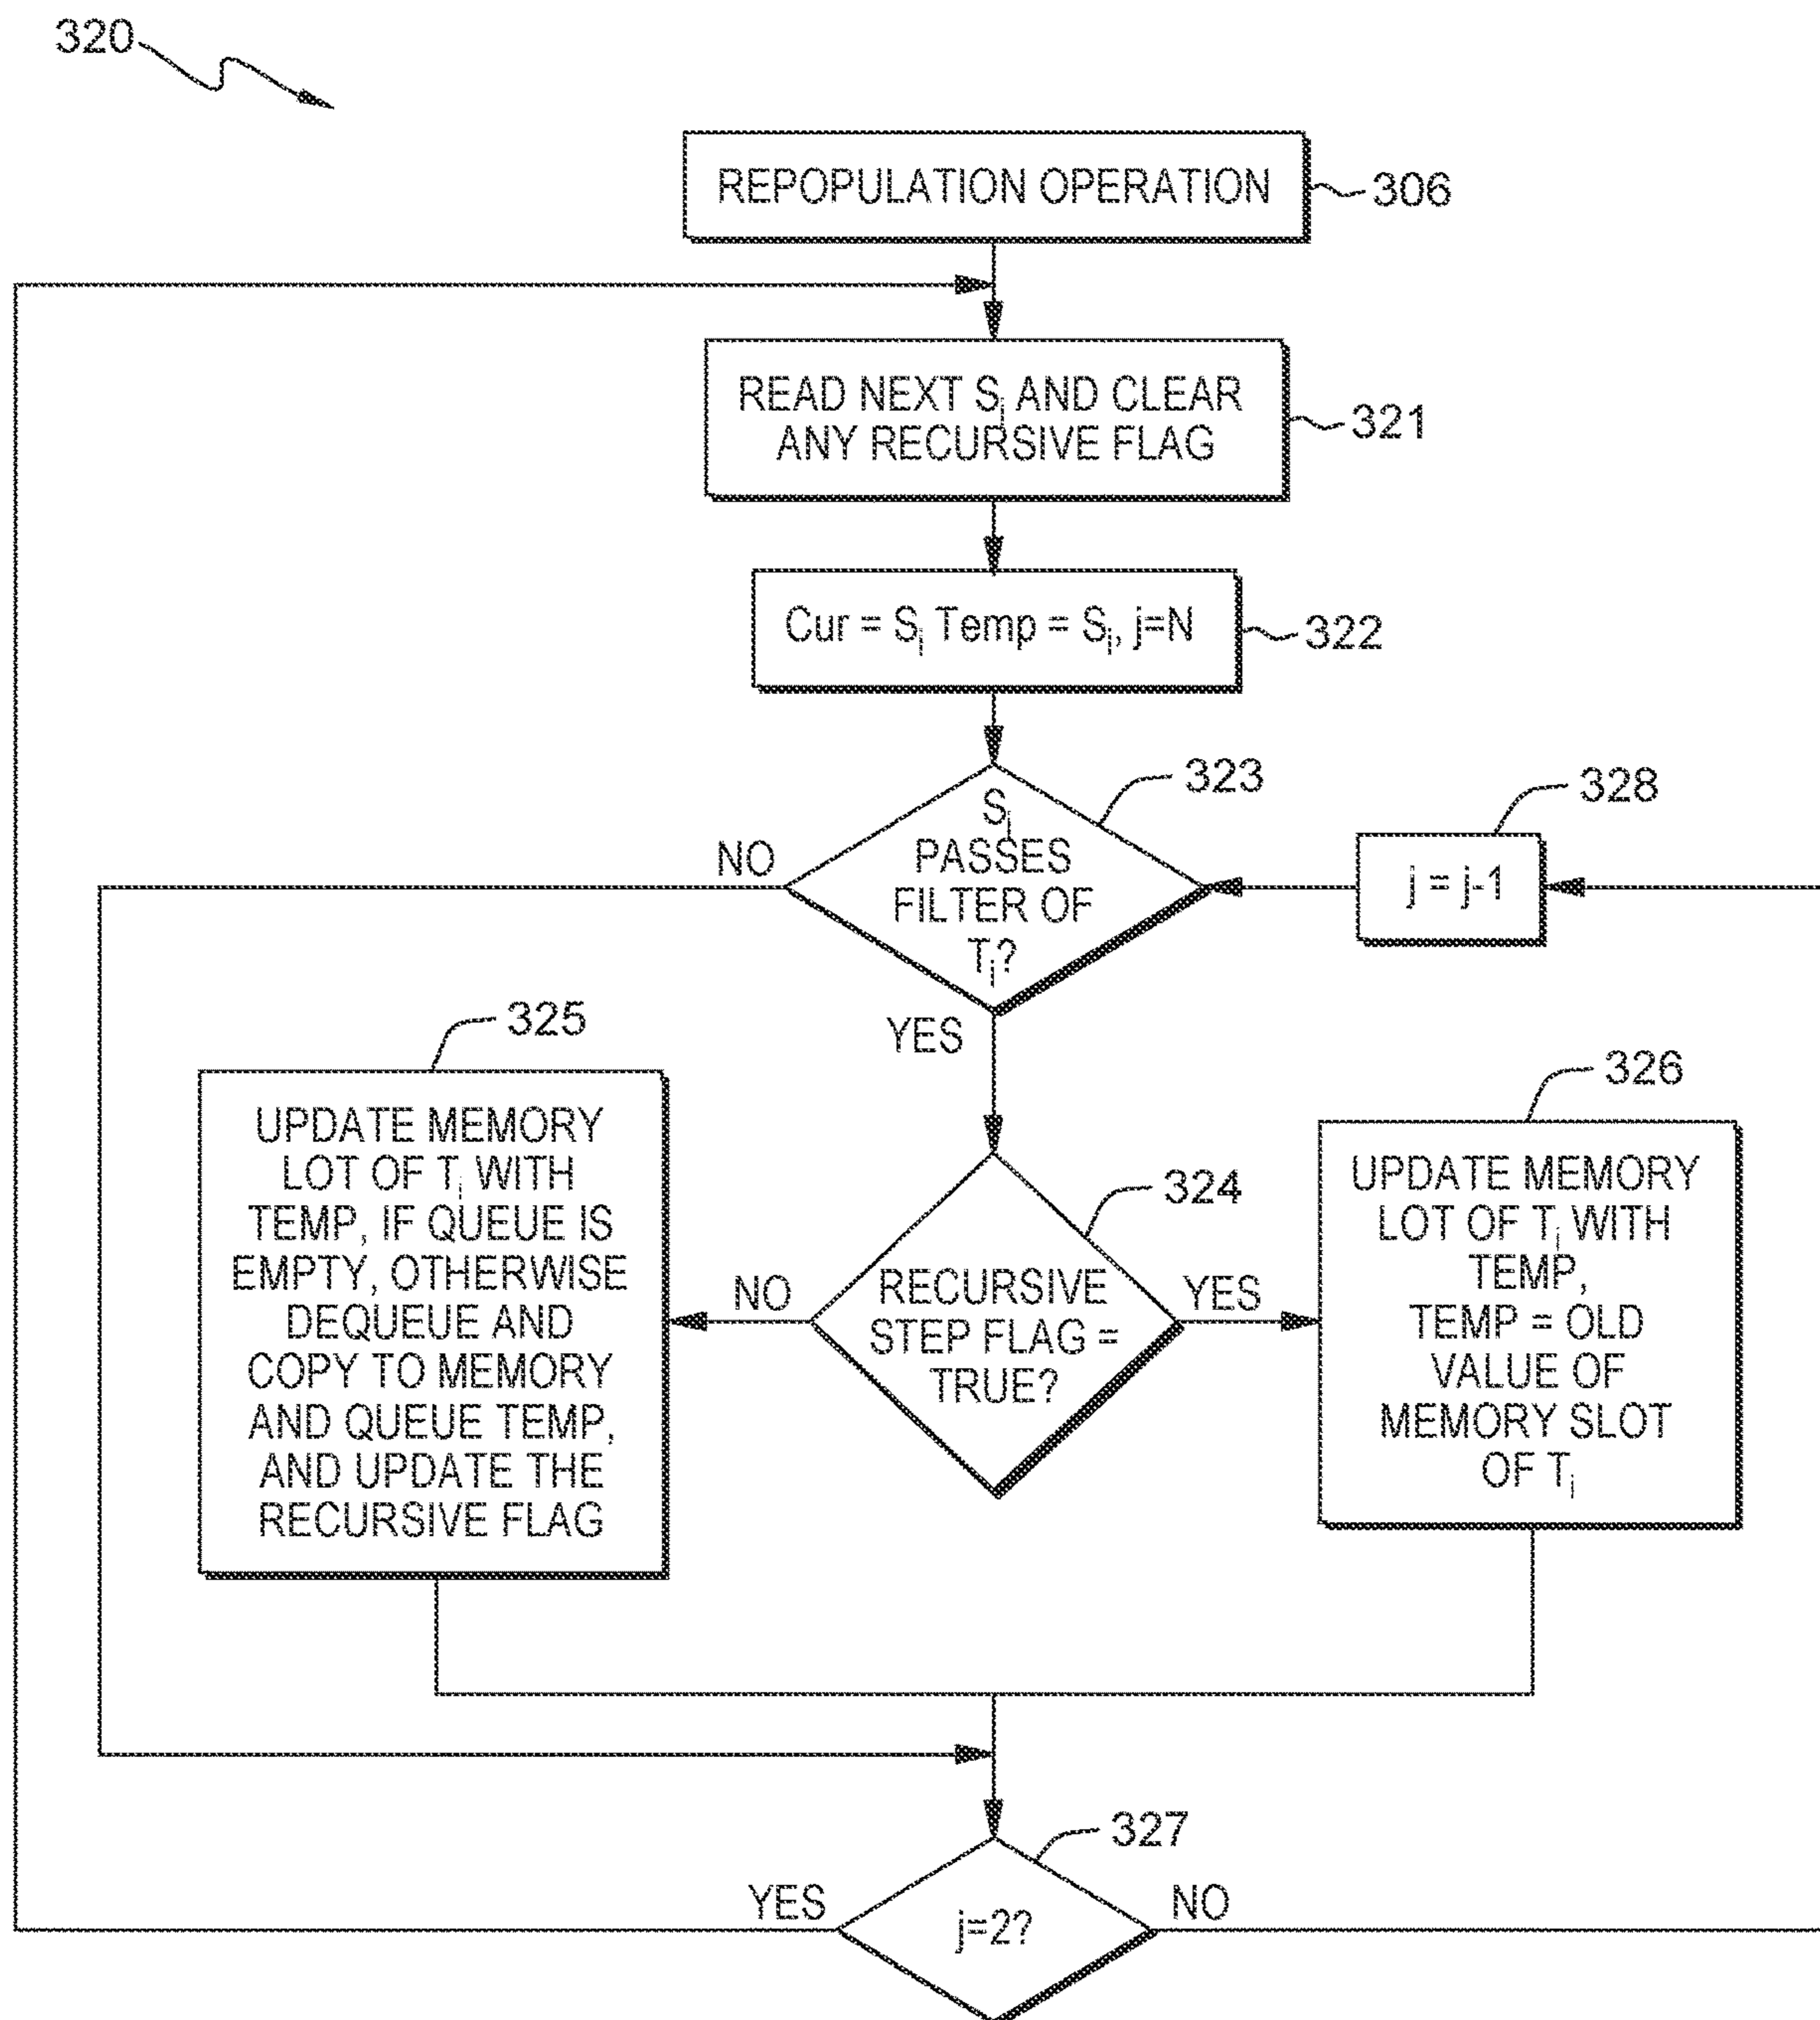 320
REPOPULATION OPERATION
306
READ NEXT Sᵢ AND CLEAR
ANY RECURSIVE FLAG
321
Cur = Sᵢ Temp = Sᵢ, j=N
322
323
Sᵢ
PASSES
FILTER OF
Tⱼ?
NO
YES
328
j = j-1
325
UPDATE MEMORY
LOT OF Tⱼ WITH
TEMP, IF QUEUE IS
EMPTY, OTHERWISE
DEQUEUE AND
COPY TO MEMORY
AND QUEUE TEMP,
AND UPDATE THE
RECURSIVE FLAG
324
RECURSIVE
STEP FLAG =
TRUE?
NO
YES
326
UPDATE MEMORY
LOT OF Tⱼ WITH
TEMP,
TEMP = OLD
VALUE OF
MEMORY SLOT
OF Tⱼ
327
j=2?
YES
NO